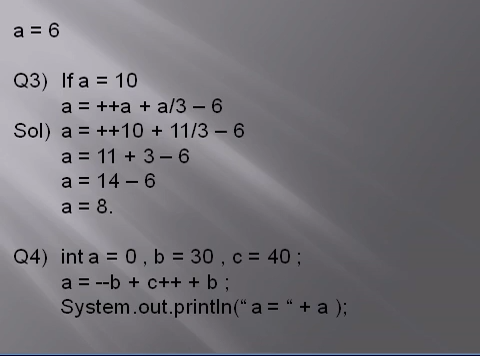 a = 6
Q3) If a = 10
a = ++a + a/3 – 6
Sol) a = ++10 + 11/3 – 6
a = 11 + 3 – 6
a = 14 – 6
a = 8.
Q4) int a = 0 , b = 30 , c = 40 ;
a = --b + c++ + b ;
System.out.println(“ a = “ + a );